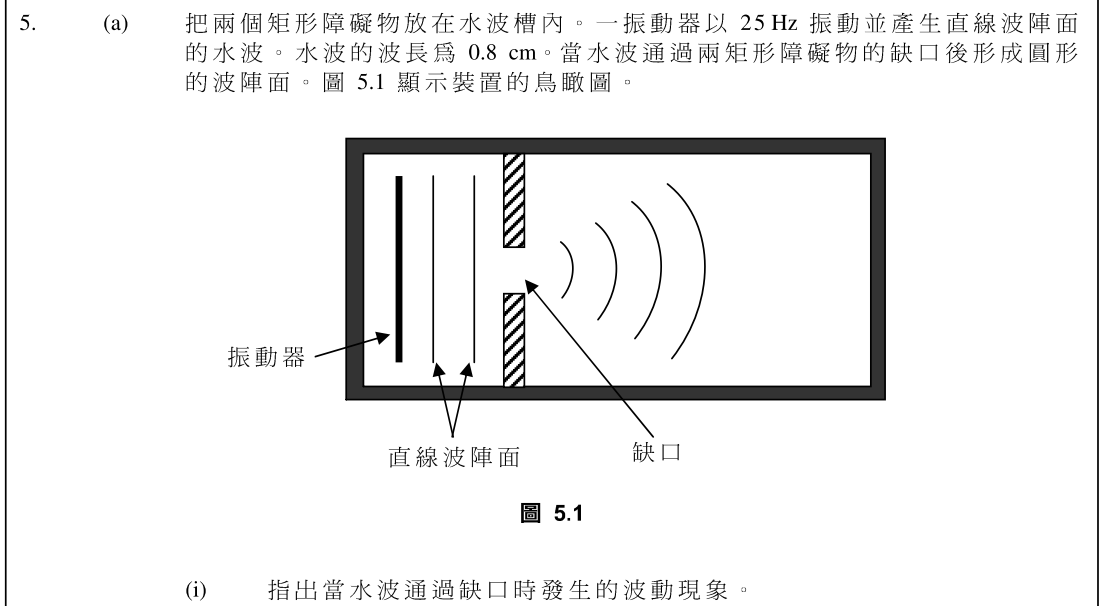 5. (a) 把兩個矩形障礙物放在水波槽內。一振動器以 25 Hz 振動並產生直線波陣面
的水波。水波的波長爲 0.8 cm。當水波通過兩矩形障礙物的缺口後形成圓形
的波陣面。圖 5.1 顯示裝置的鳥瞰圖。
振動器
直線波陣面
缺口
圖 5.1
(i) 指出當水波通過缺口時發生的波動現象。